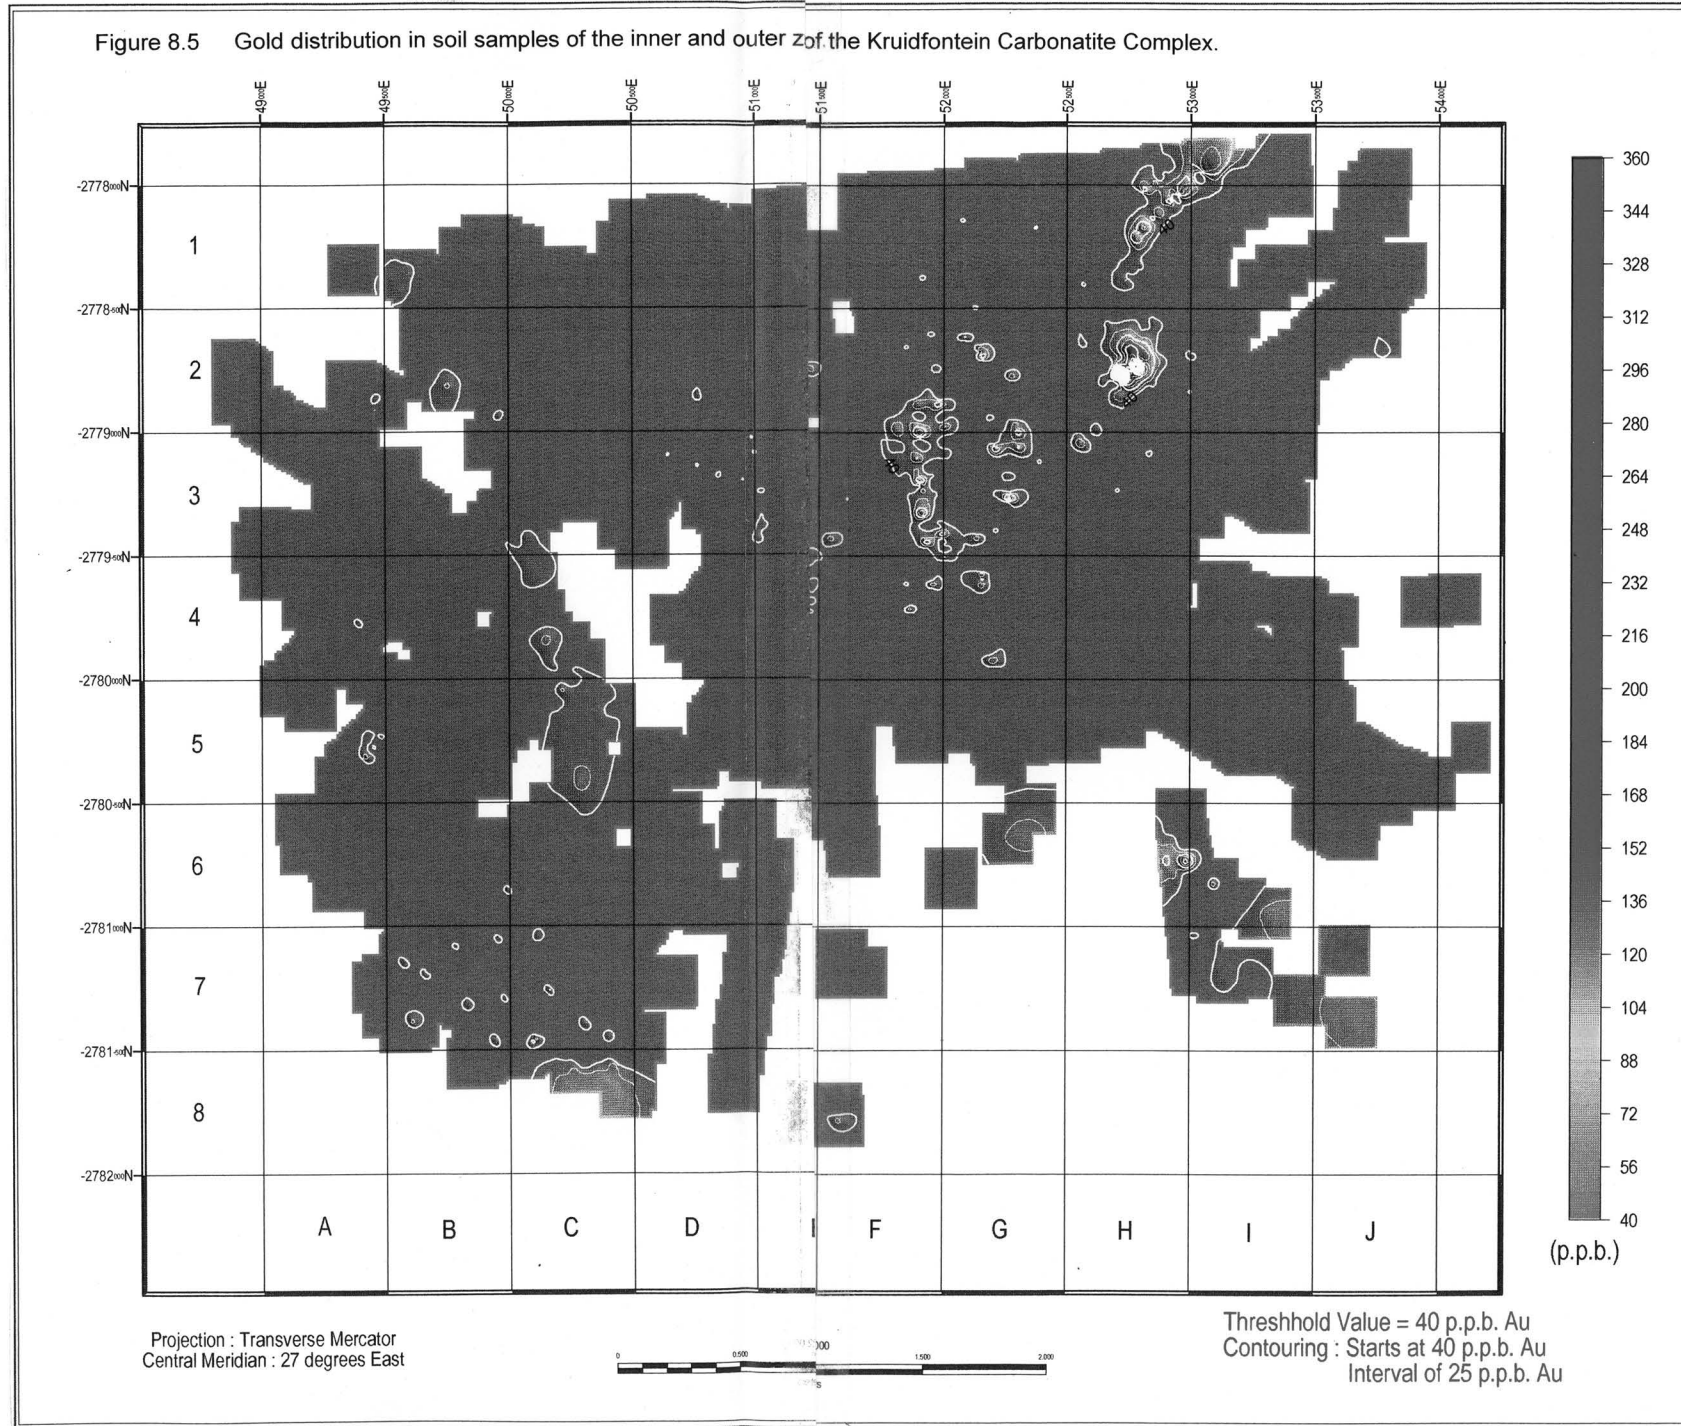 Figure 8.5 Gold distribution in soil samples of the inner and outer zof the Kruidfontein Carbonatite Complex.
49000E 49500E 50000E 50500E 51000E 51500E 52000E 52500E 53000E 53500E 54000E
-2778000N
1
-2778500N
2
-2779000N
3
-2779500N
4
-2780000N
5
-2780500N
6
-2781000N
7
-2781500N
8
-2782000N
A B C D F G H I J
40
40
40
360
344
328
312
296
280
264
248
232
216
200
184
168
152
136
120
104
88
72
56
40
(p.p.b.)
Projection : Transverse Mercator
Central Meridian : 27 degrees East
0 0.500 1.500 2.000
Threshhold Value = 40 p.p.b. Au
Contouring : Starts at 40 p.p.b. Au
Interval of 25 p.p.b. Au